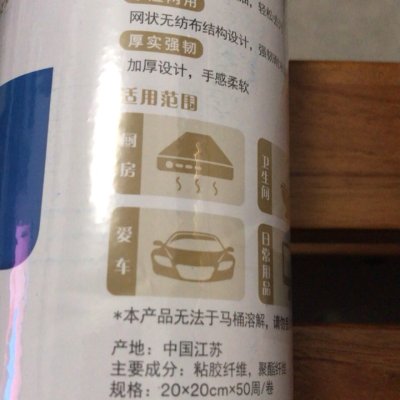 网状无纺布结构设计，强韧
厚实强韧
加厚设计，手感柔软
适用范围
厨房
卫生间
爱车
日常用品
*本产品无法于马桶溶解，请勿
产地：中国江苏
主要成分：粘胶纤维，聚酯纤维
规格：20×20cm×50周/卷